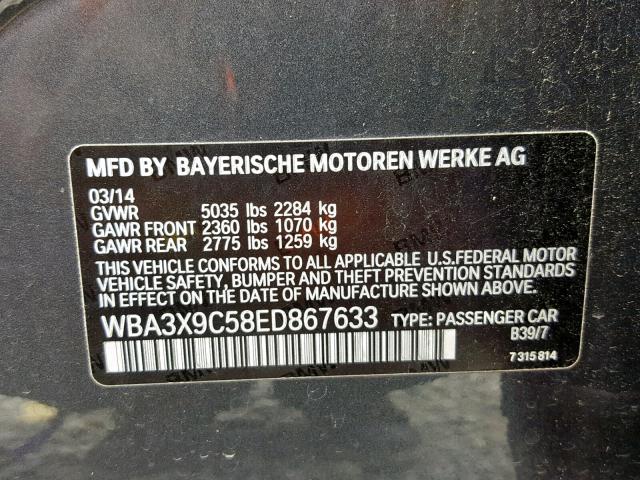 MFD BY BAYERISCHE MOTOREN WERKE AG
03/14
GVWR 5035 lbs 2284 kg
GAWR FRONT 2360 lbs 1070 kg
GAWR REAR 2775 lbs 1259 kg
THIS VEHICLE CONFORMS TO ALL APPLICABLE U.S.FEDERAL MOTOR
VEHICLE SAFETY, BUMPER AND THEFT PREVENTION STANDARDS
IN EFFECT ON THE DATE OF MANUFACTURE SHOWN ABOVE.
WBA3X9C58ED867633 TYPE: PASSENGER CAR
B39/7
7 315 814